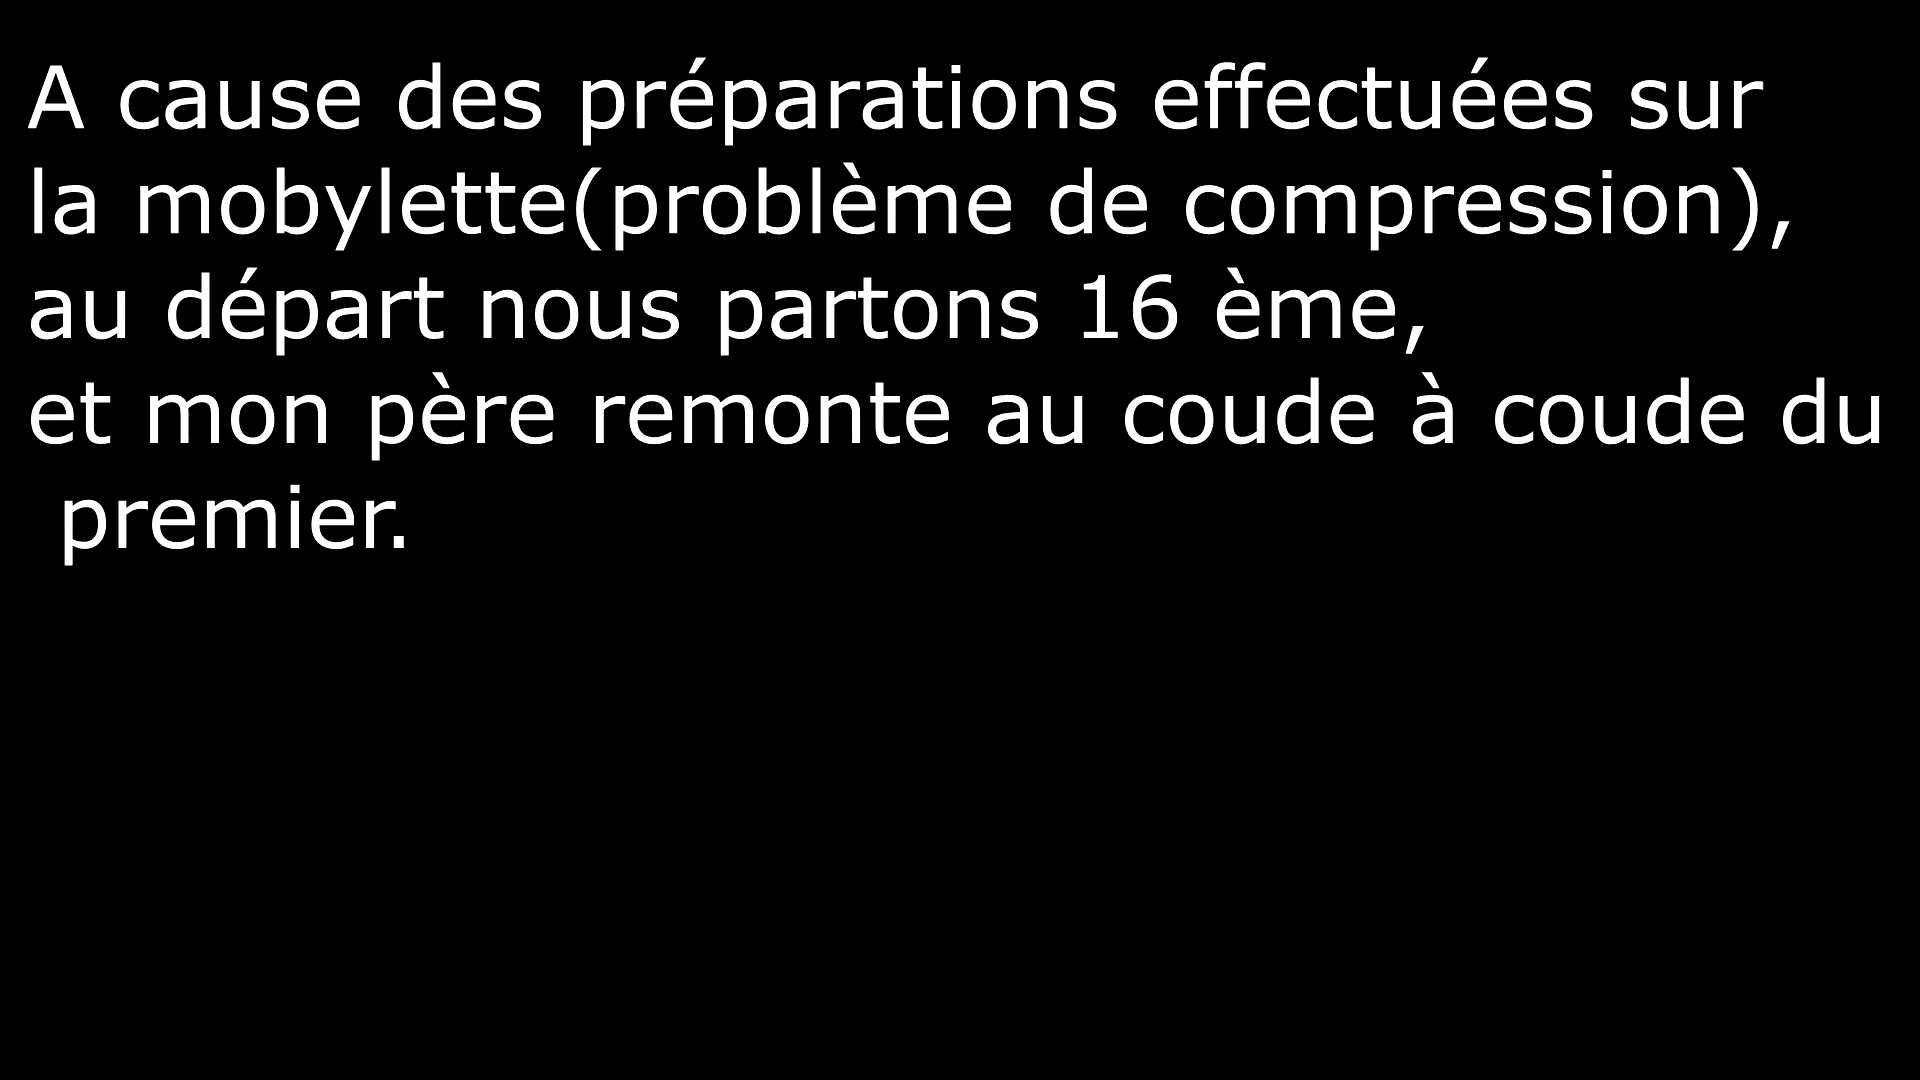 A cause des préparations effectuées sur
la mobylette(problème de compression),
au départ nous partons 16 ème,
et mon père remonte au coude à coude du
premier.